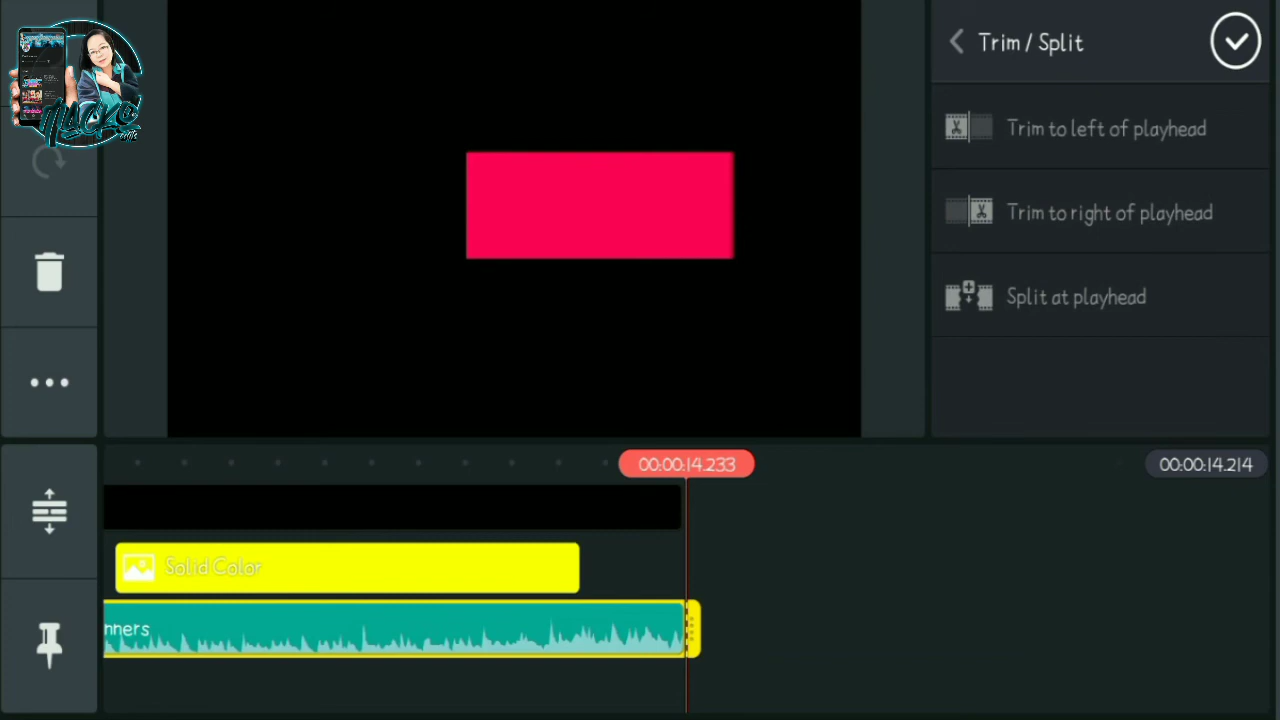 Trim / Split
Trim to left of playhead
Trim to right of playhead
Split at playhead
00:00:14.233
00:00:14.214
Solid Color
nners